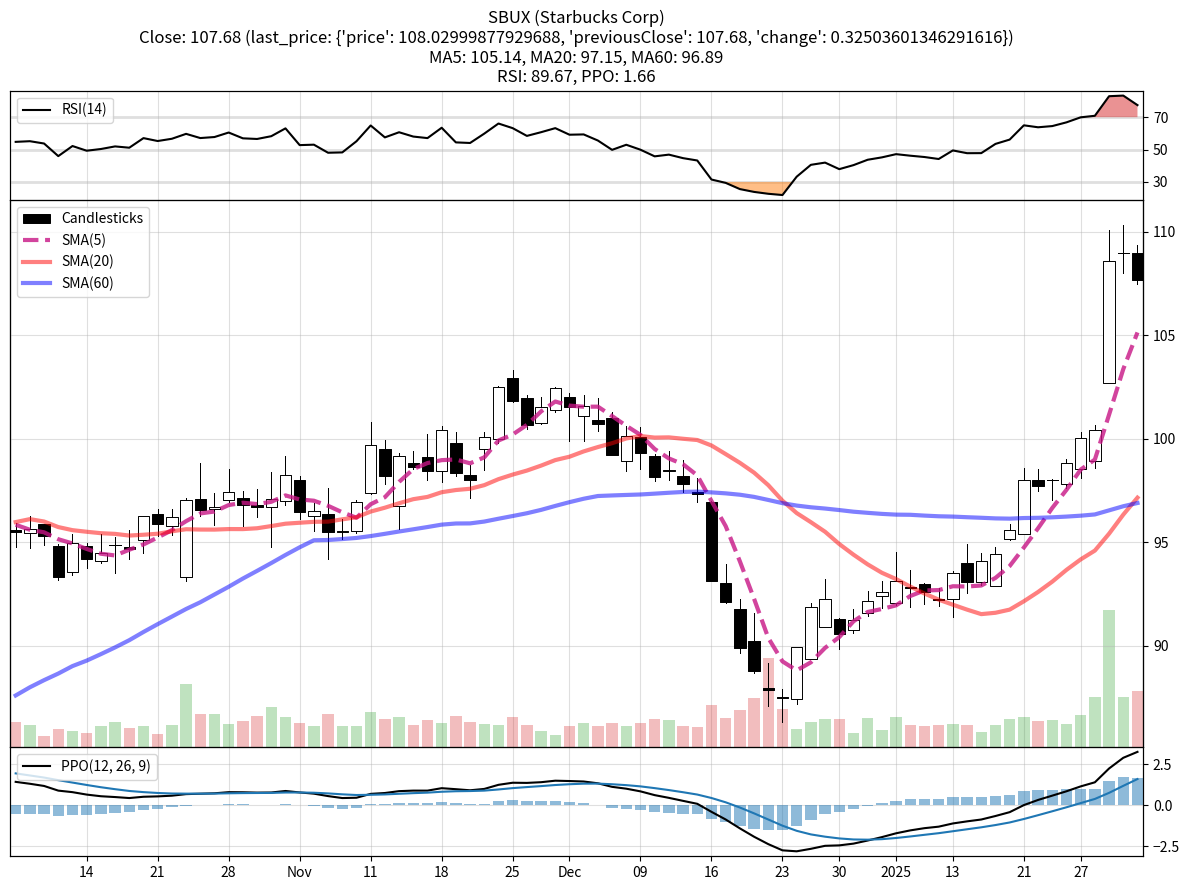 SBUX (Starbucks Corp)
Close: 107.68 (last_price: {'price': 108.02999877929688, 'previousClose': 107.68, 'change': 0.32503601346291616})
MA5: 105.14, MA20: 97.15, MA60: 96.89
RSI: 89.67, PPO: 1.66
RSI(14)
70
50
30
Candlesticks
SMA(5)
SMA(20)
SMA(60)
110
105
100
95
90
PPO(12, 26, 9)
2.5
0.0
−2.5
14 21 28 Nov 11 18 25 Dec 09 16 23 30 2025 13 21 27